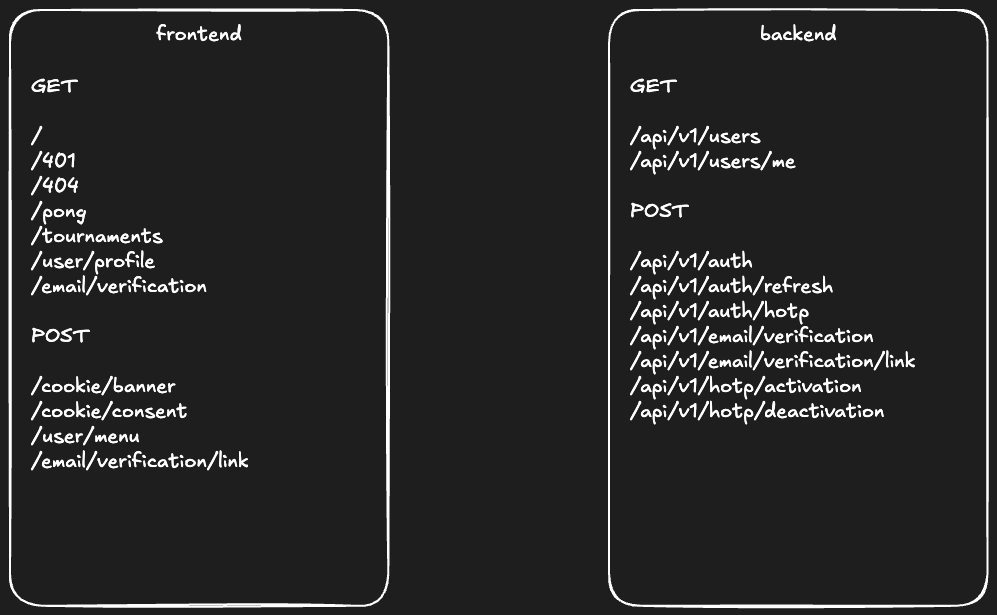 frontend
GET
/
/401
/404
/pong
/tournaments
/user/profile
/email/verification
POST
/cookie/banner
/cookie/consent
/user/menu
/email/verification/link
backend
GET
/api/v1/users
/api/v1/users/me
POST
/api/v1/auth
/api/v1/auth/refresh
/api/v1/auth/hotp
/api/v1/email/verification
/api/v1/email/verification/link
/api/v1/hotp/activation
/api/v1/hotp/deactivation